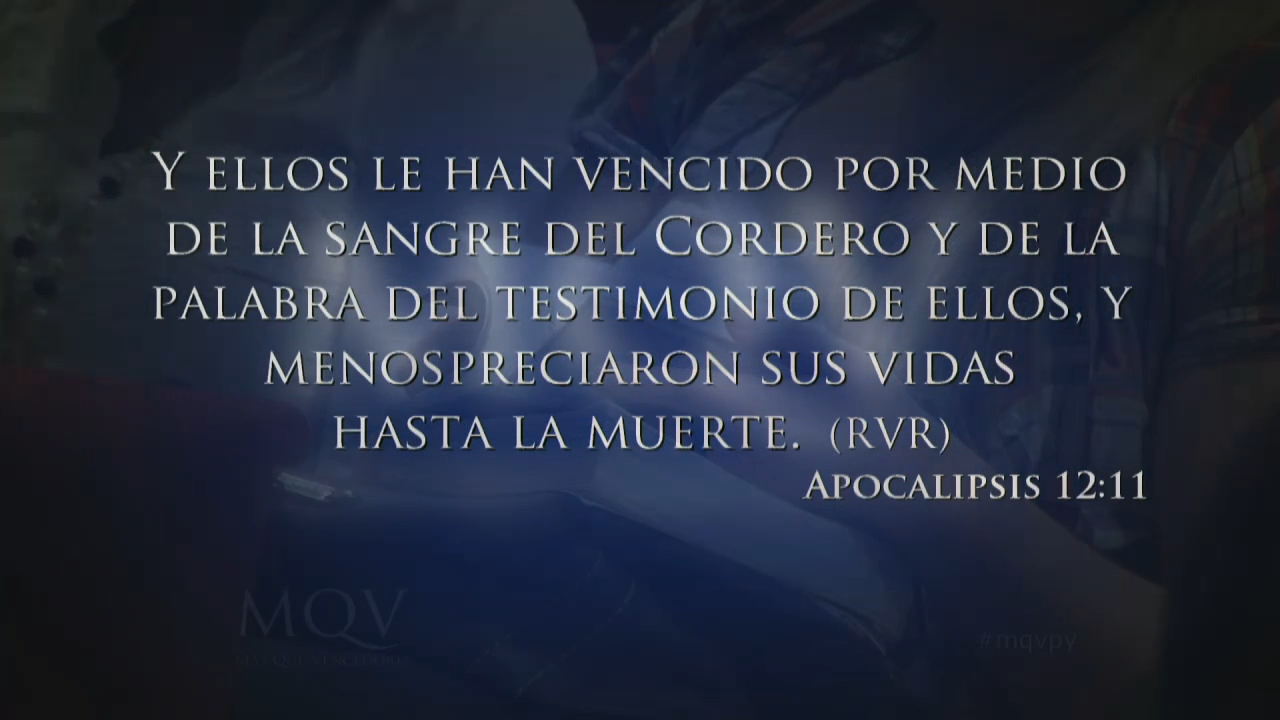 Y ELLOS LE HAN VENCIDO POR MEDIO
DE LA SANGRE DEL CORDERO Y DE LA
PALABRA DEL TESTIMONIO DE ELLOS, Y
MENOSPRECIARON SUS VIDAS
HASTA LA MUERTE. (RVR)
APOCALIPSIS 12:11
MQV
#mqvpy